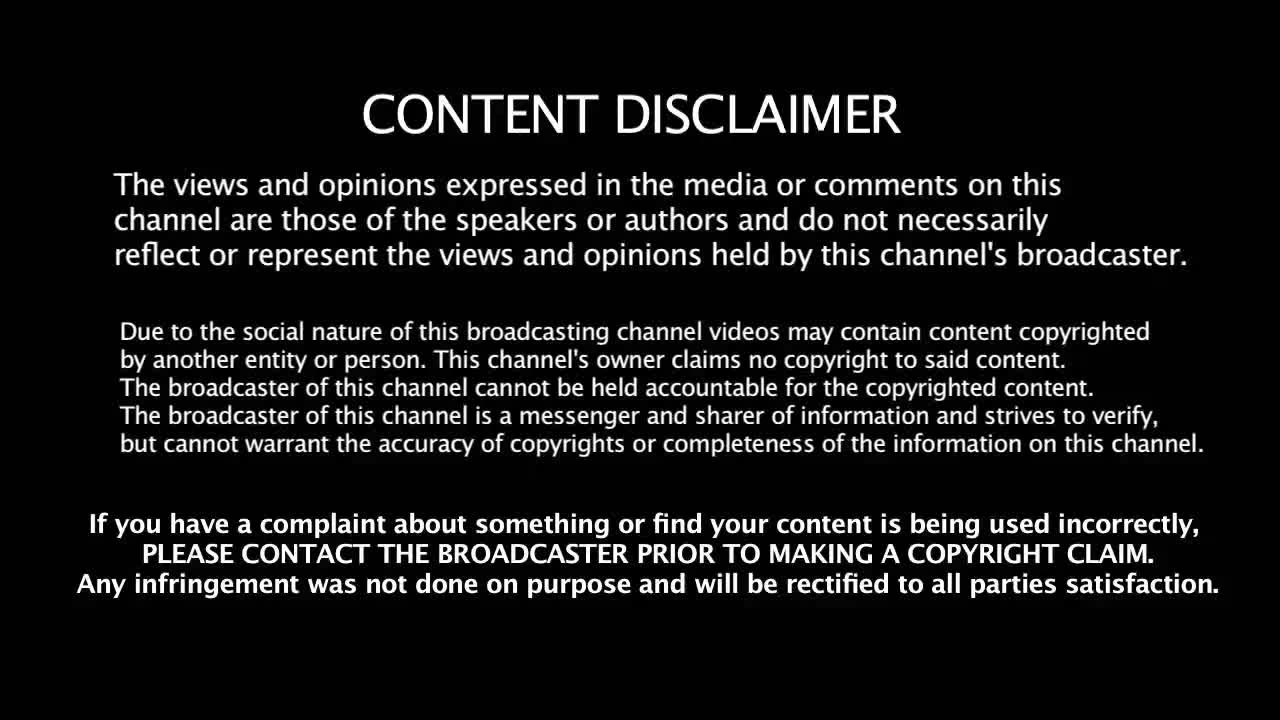 CONTENT DISCLAIMER
The views and opinions expressed in the media or comments on this
channel are those of the speakers or authors and do not necessarily
reflect or represent the views and opinions held by this channel's broadcaster.
Due to the social nature of this broadcasting channel videos may contain content copyrighted
by another entity or person. This channel's owner claims no copyright to said content.
The broadcaster of this channel cannot be held accountable for the copyrighted content.
The broadcaster of this channel is a messenger and sharer of information and strives to verify,
but cannot warrant the accuracy of copyrights or completeness of the information on this channel.
If you have a complaint about something or find your content is being used incorrectly,
PLEASE CONTACT THE BROADCASTER PRIOR TO MAKING A COPYRIGHT CLAIM.
Any infringement was not done on purpose and will be rectified to all parties satisfaction.